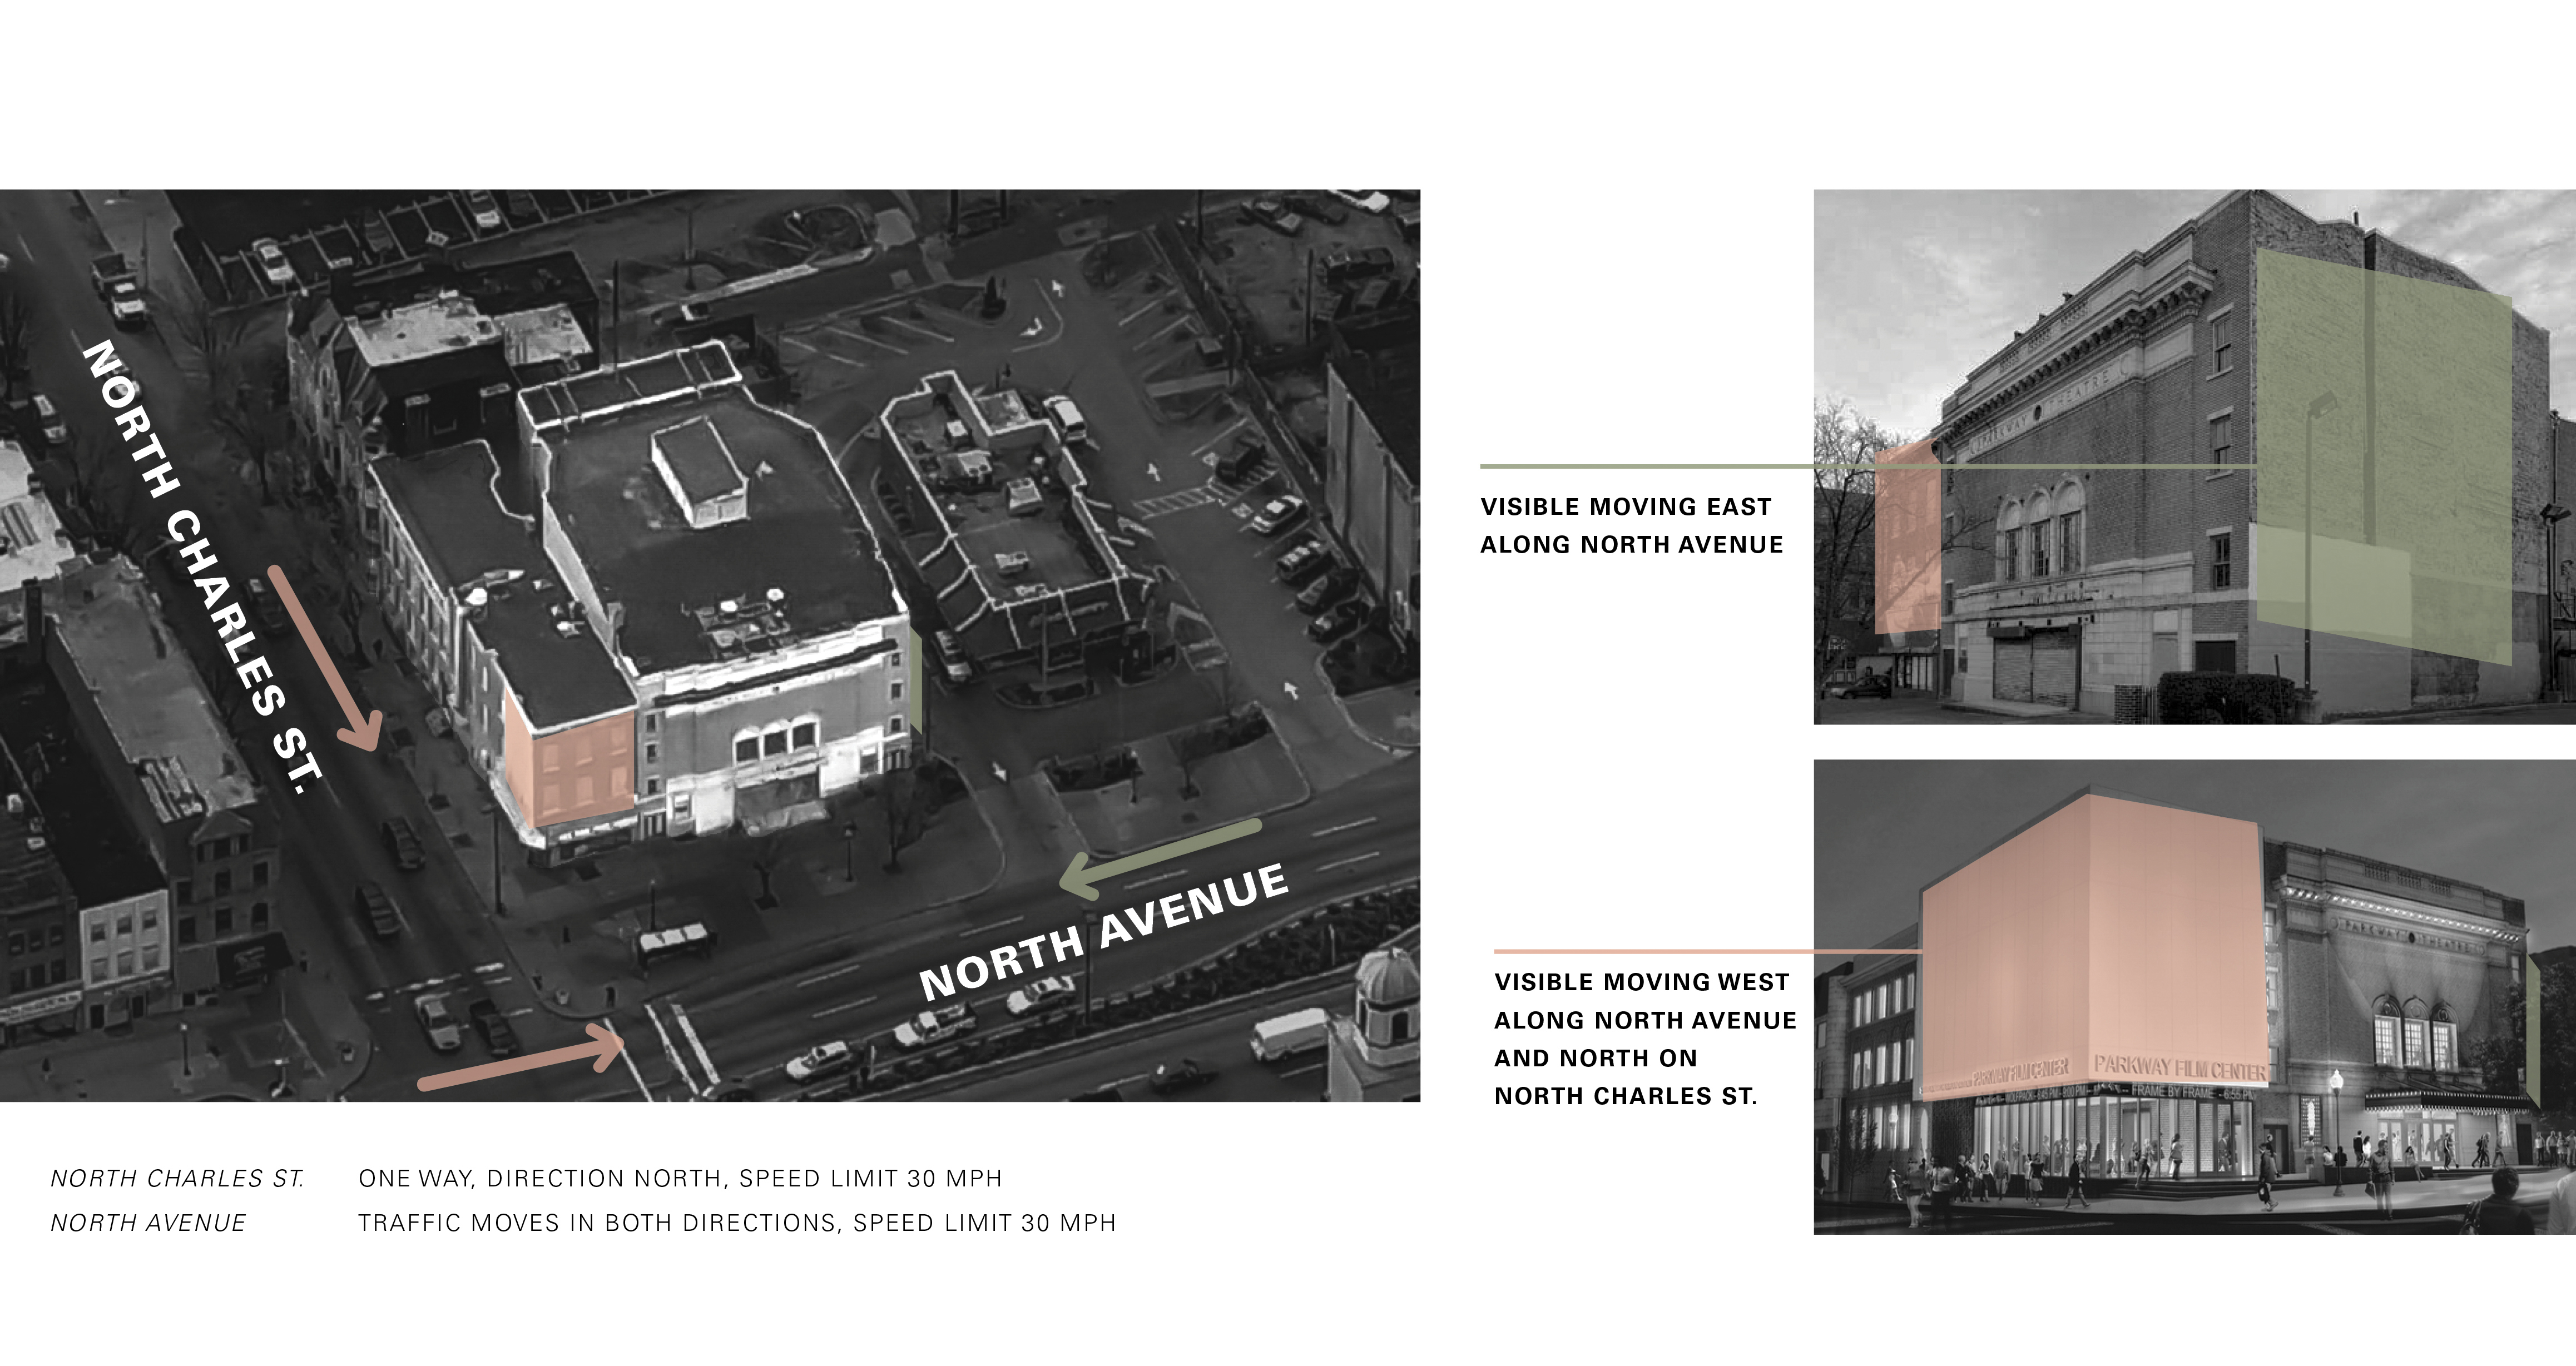 NORTH CHARLES ST.
NORTH AVENUE
NORTH CHARLES ST. ONE WAY, DIRECTION NORTH, SPEED LIMIT 30 MPH
NORTH AVENUE TRAFFIC MOVES IN BOTH DIRECTIONS, SPEED LIMIT 30 MPH
VISIBLE MOVING EAST
ALONG NORTH AVENUE
PARKWAY THEATRE
VISIBLE MOVING WEST
ALONG NORTH AVENUE
AND NORTH ON
NORTH CHARLES ST.
PARKWAY THEATRE
PARKWAY FILM CENTER
PARKWAY FILM CENTER
FRAME BY FRAME